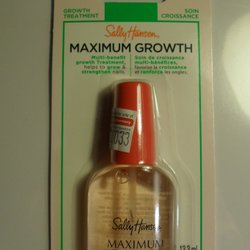 GROWTH
TREATMENT
SOIN
CROISSANCE
Sally Hansen
MAXIMUM GROWTH
Multi-benefit
growth Treatment,
helps to grow &
strengthen nails.
Soin de croissance
multi-bénéfices,
favorise la croissance
et renforce les ongles.
Sally Hansen
MAXIMUM